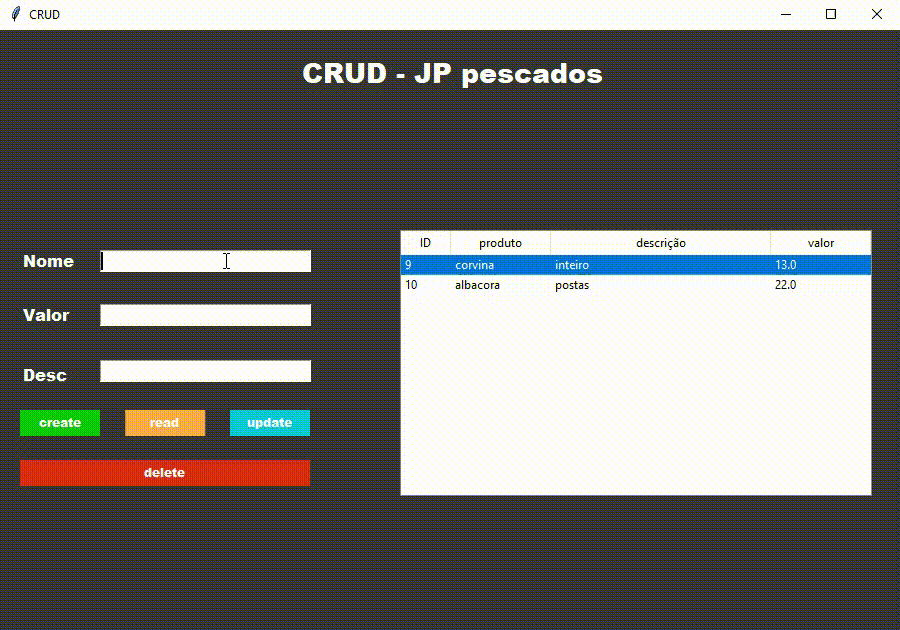 CRUD
CRUD - JP pescados
Nome
Valor
Desc
create read update
delete
ID produto descrição valor
9 corvina inteiro 13.0
10 albacora postas 22.0